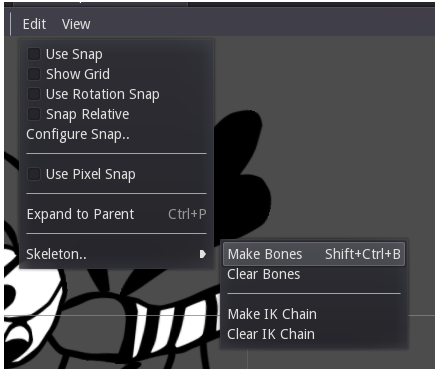 Edit View
Use Snap
Show Grid
Use Rotation Snap
Snap Relative
Configure Snap..
Use Pixel Snap
Expand to Parent Ctrl+P
Skeleton..
Make Bones Shift+Ctrl+B
Clear Bones
Make IK Chain
Clear IK Chain